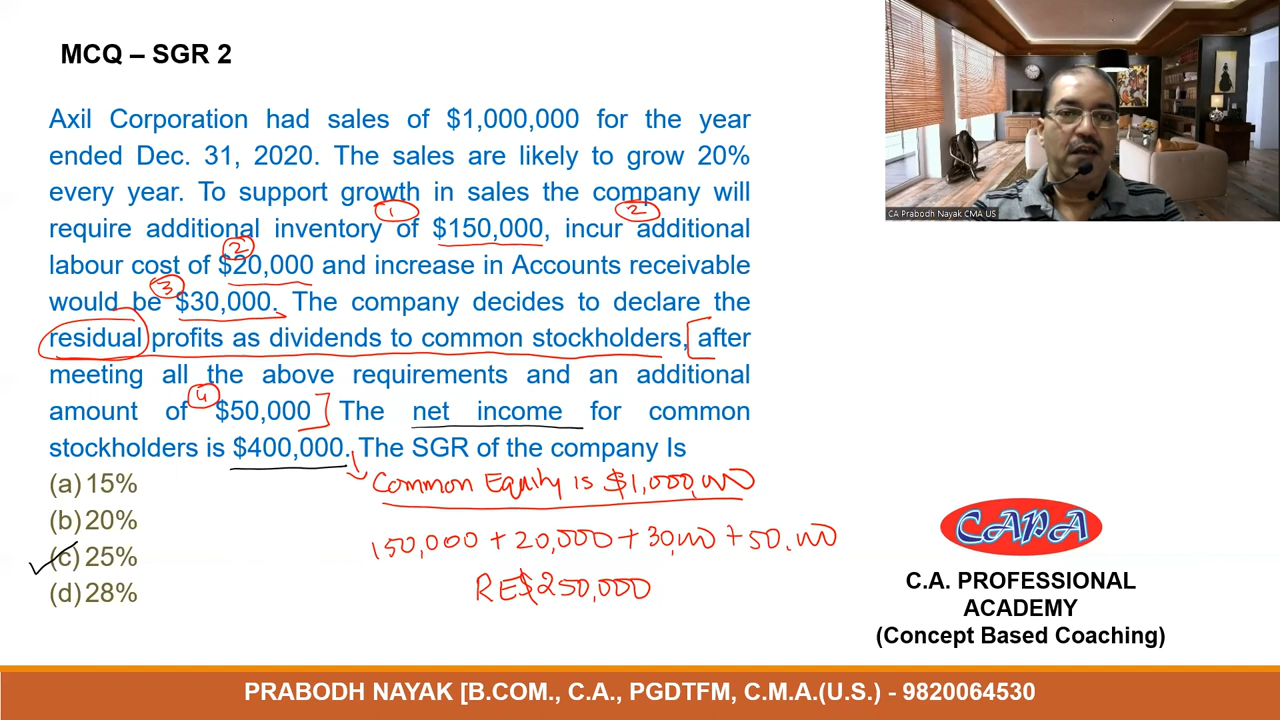 MCQ – SGR 2
Axil Corporation had sales of $1,000,000 for the year
ended Dec. 31, 2020. The sales are likely to grow 20%
every year. To support growth in sales the company will
① ②
require additional inventory of $150,000, incur additional
②
labour cost of $20,000 and increase in Accounts receivable
③
would be $30,000. The company decides to declare the
residual profits as dividends to common stockholders, [after
meeting all the above requirements and an additional
④
amount of $50,000] The net income for common
stockholders is $400,000. The SGR of the company Is
Common Equity is $1,000,000
(a) 15%
(b) 20%
(c) 25%
(d) 28%
150,000 + 20,000 + 30,000 + 50,000
RE $250,000
CA Prabodh Nayak CMA US
CAPA
C.A. PROFESSIONAL
ACADEMY
(Concept Based Coaching)
PRABODH NAYAK [B.COM., C.A., PGDTFM, C.M.A.(U.S.) - 9820064530